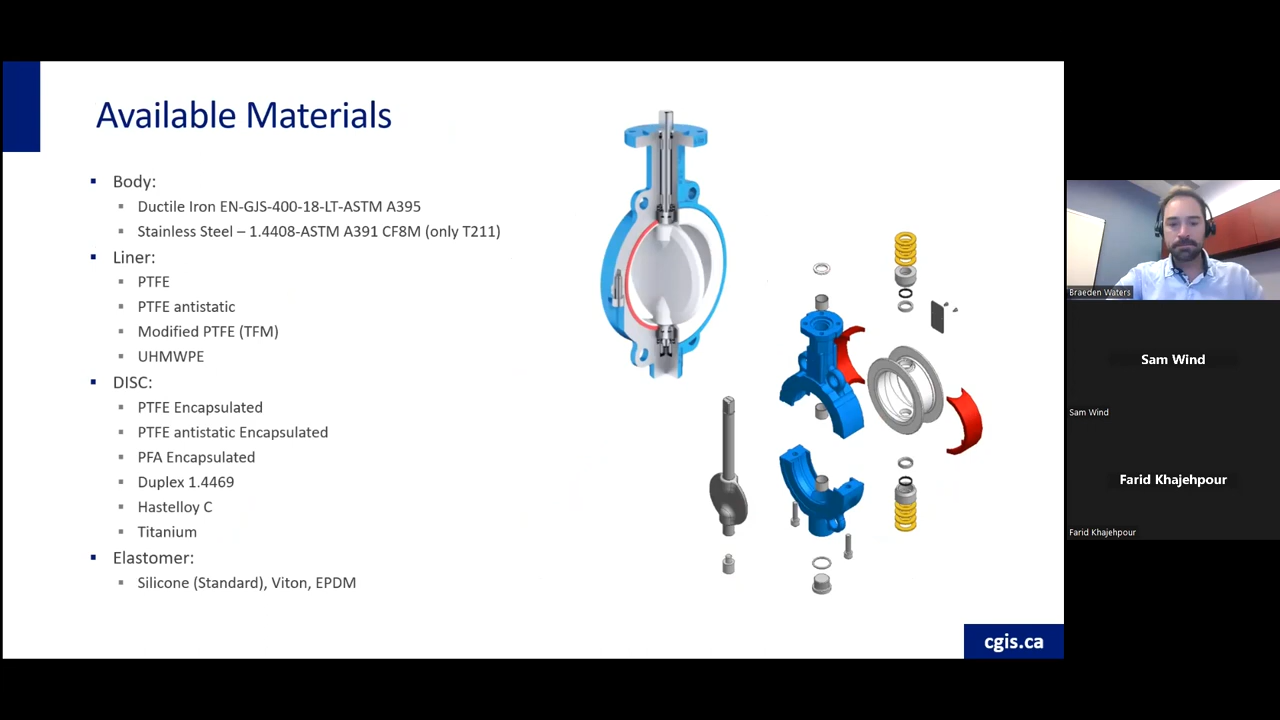 Available Materials
Body:
Ductile Iron EN-GJS-400-18-LT-ASTM A395
Stainless Steel – 1.4408-ASTM A391 CF8M (only T211)
Liner:
PTFE
PTFE antistatic
Modified PTFE (TFM)
UHMWPE
DISC:
PTFE Encapsulated
PTFE antistatic Encapsulated
PFA Encapsulated
Duplex 1.4469
Hastelloy C
Titanium
Elastomer:
Silicone (Standard), Viton, EPDM
cgis.ca
Braeden Waters
Sam Wind
Sam Wind
Farid Khajehpour
Farid Khajehpour